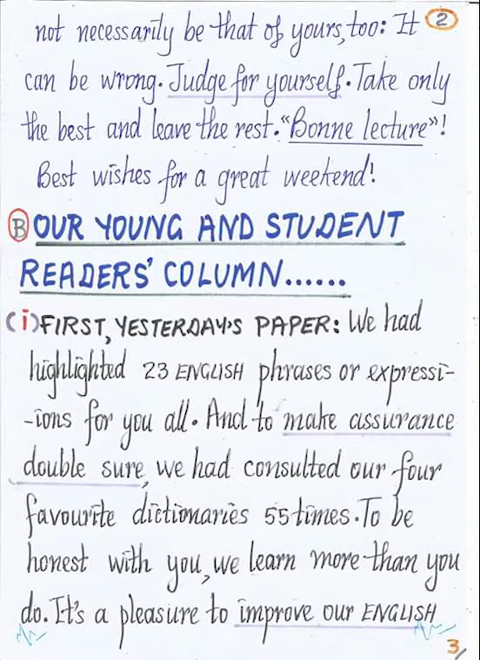 not necessarily be that of yours, too: It 2
can be wrong. Judge for yourself. Take only
the best and leave the rest. "Bonne lecture"!
Best wishes for a great weekend!
B OUR YOUNG AND STUDENT
READERS' COLUMN......
(i) FIRST, YESTERDAY'S PAPER: We had
highlighted 23 ENGLISH phrases or expressi-
-ions for you all. And to make assurance
double sure, we had consulted our four
favourite dictionaries 55 times. To be
honest with you, we learn more than you
do. It's a pleasure to improve our ENGLISH
3/